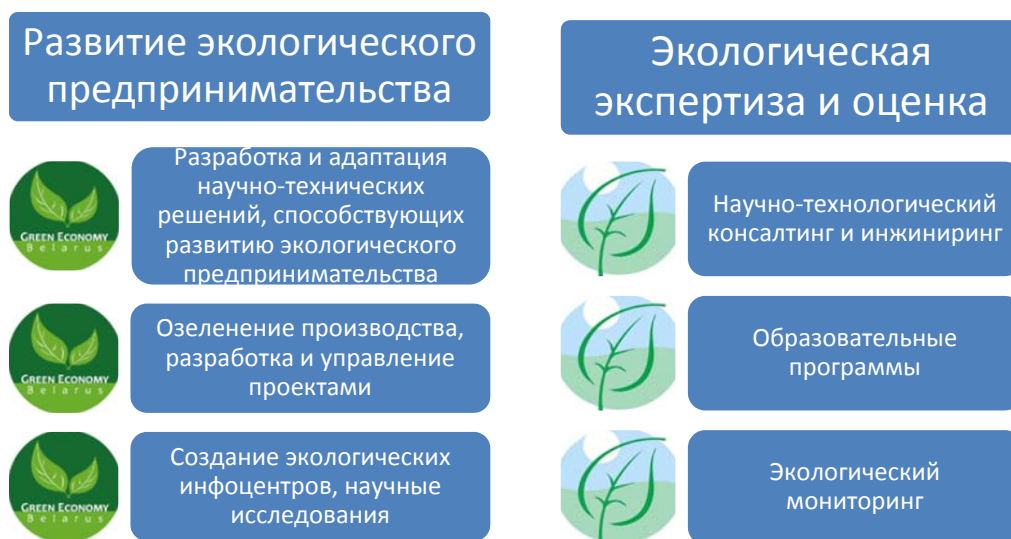 Развитие экологического
предпринимательства
Разработка и адаптация
научно-технических
решений, способствующих
развитию экологического
предпринимательства
GREEN ECONOMY
Belarus
Озеленение производства,
разработка и управление
проектами
GREEN ECONOMY
Belarus
Создание экологических
инфоцентров, научные
исследования
GREEN ECONOMY
Belarus
Экологическая
экспертиза и оценка
Научно-технологический
консалтинг и инжиниринг
Образовательные
программы
Экологический
мониторинг